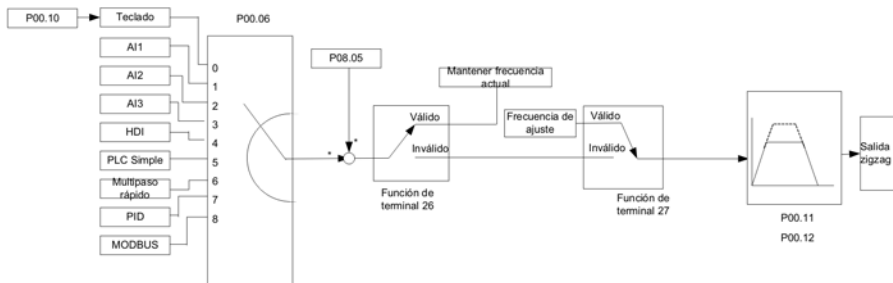 P00.10
Teclado
P00.06
AI1
AI2
AI3
HDI
PLC Simple
Multipaso
rápido
PID
MODBUS
0
1
2
3
4
5
6
7
8
P08.05
*
*
Válido
Inválido
Función de
terminal 26
Mantener frecuencia
actual
Frecuencia
de ajuste
Válido
Inválido
Función de
terminal 27
P00.11
P00.12
Salida
zigzag